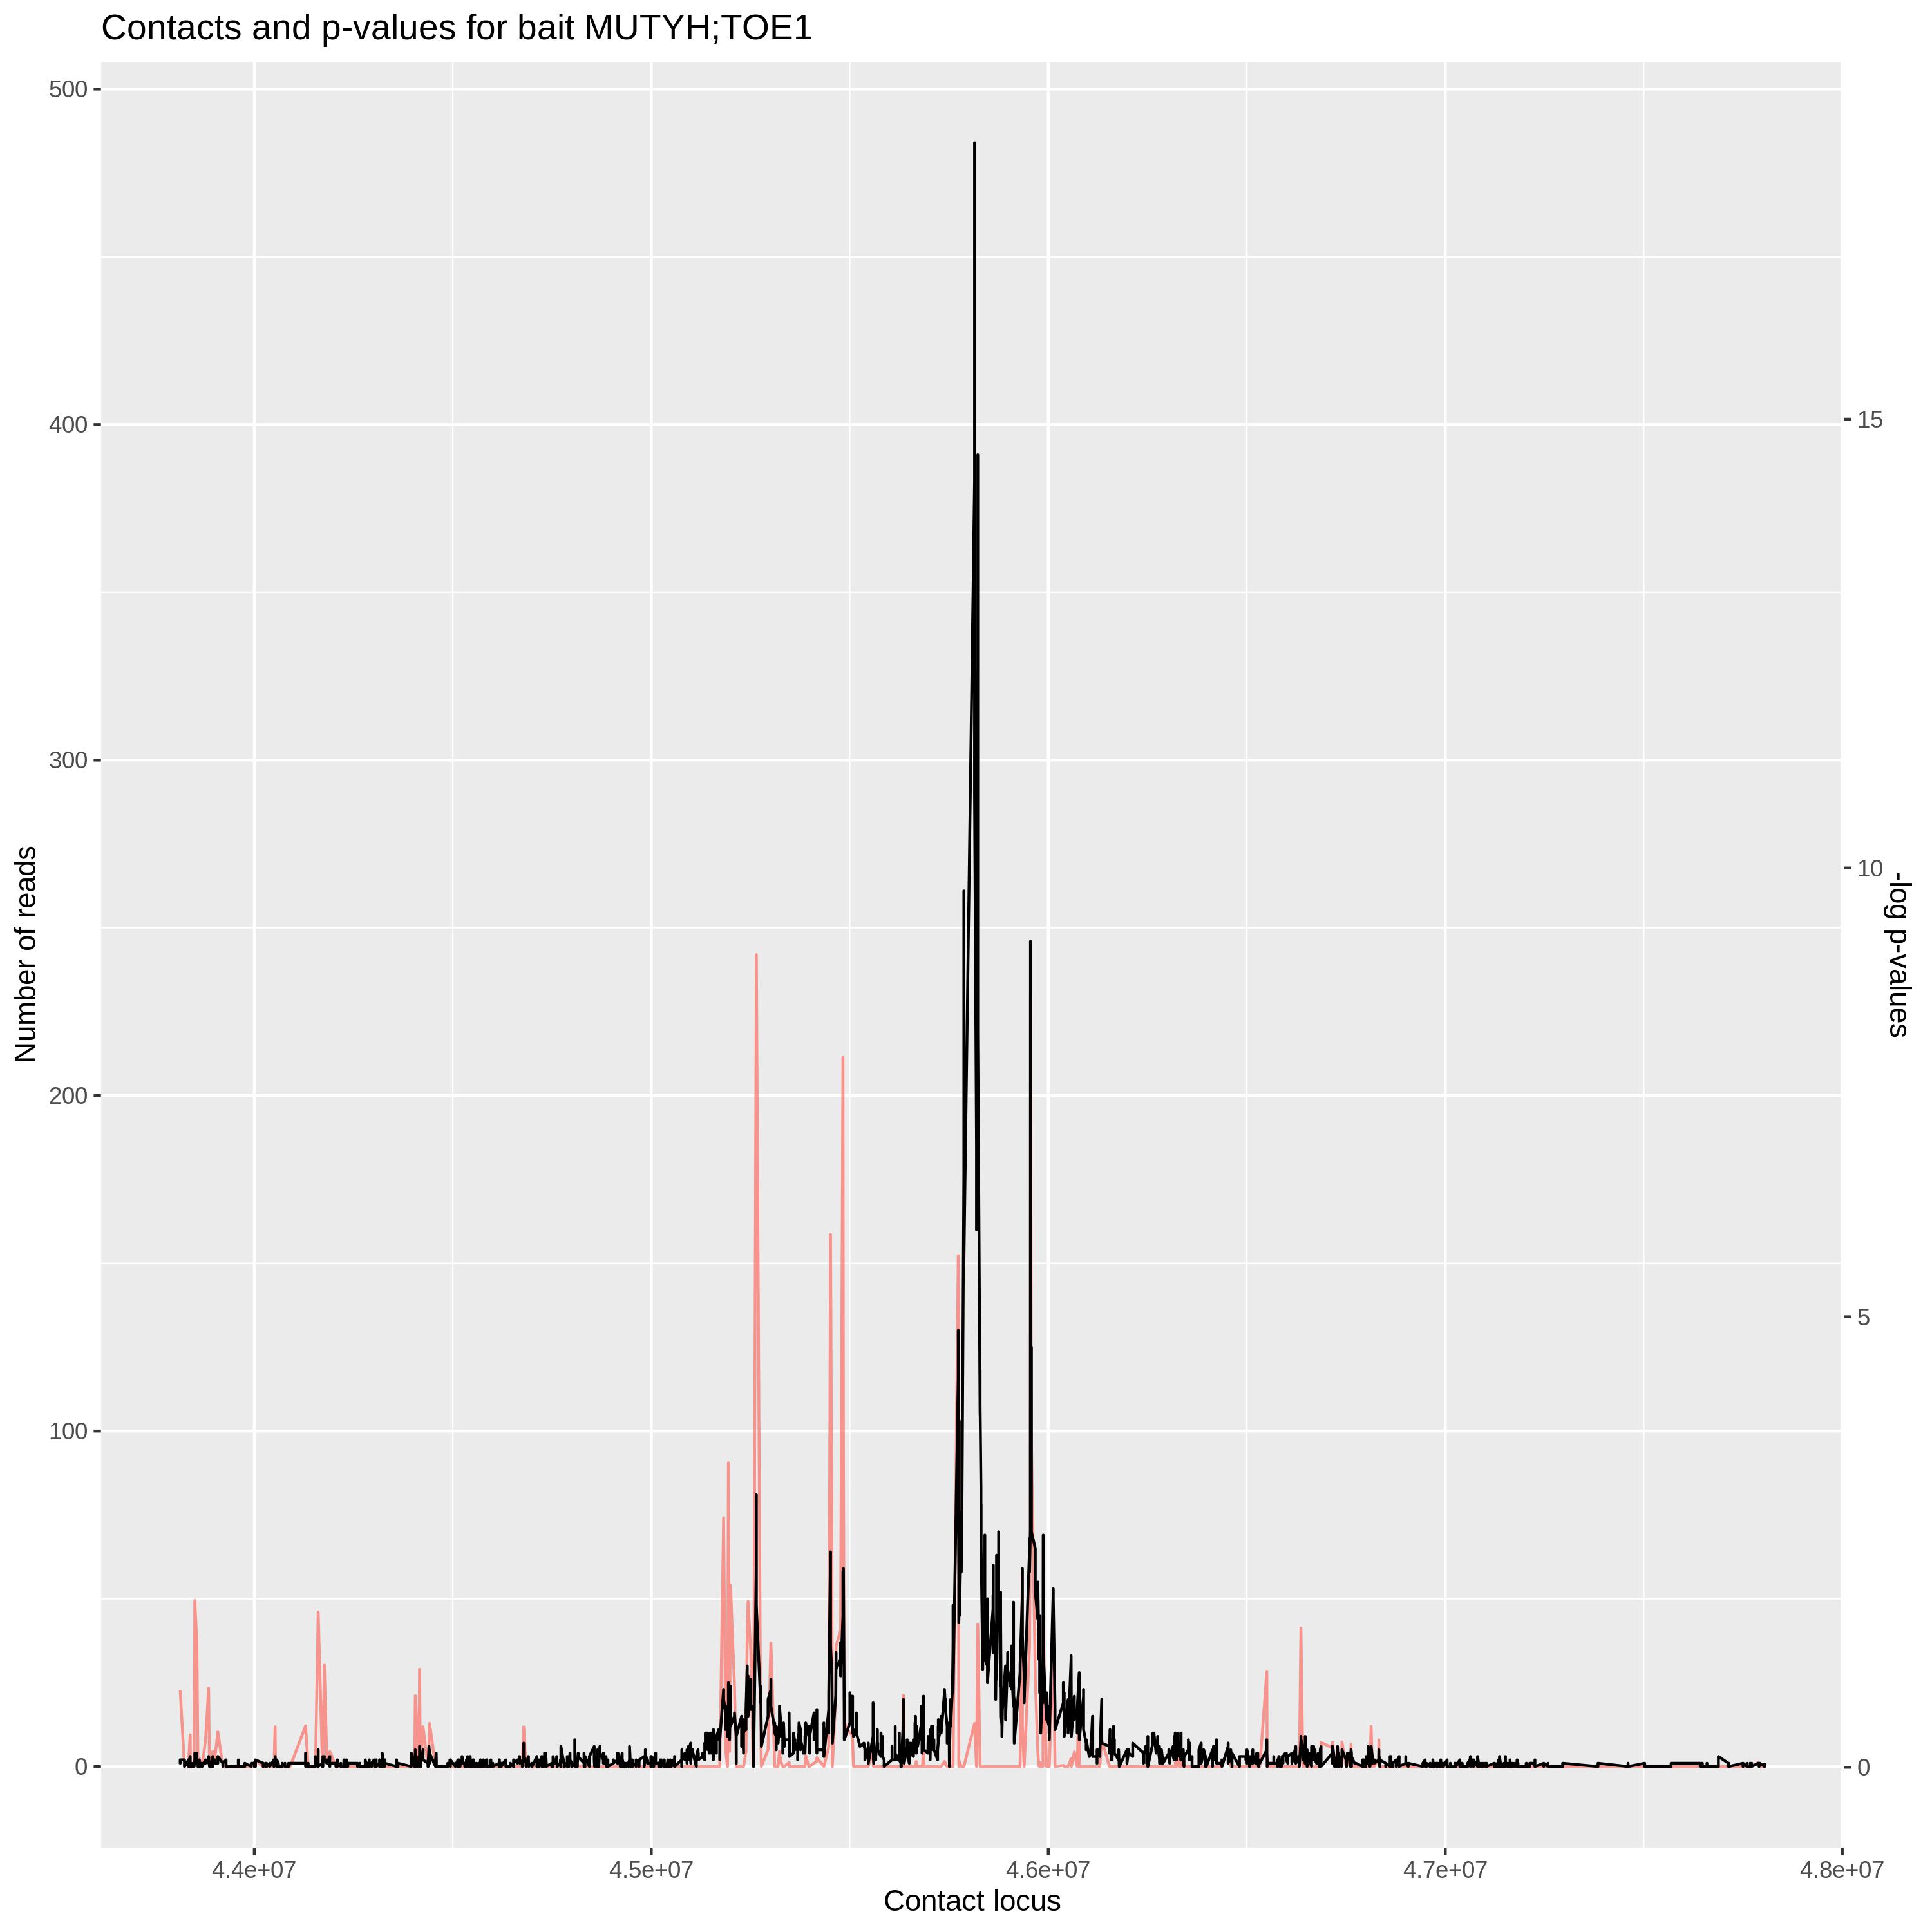 Contacts and p-values for bait MUTYH;TOE1
500
400
300
200
100
0
Number of reads
15
10
5
0
-log p-values
4.4e+07
4.5e+07
4.6e+07
4.7e+07
4.8e+07
Contact locus